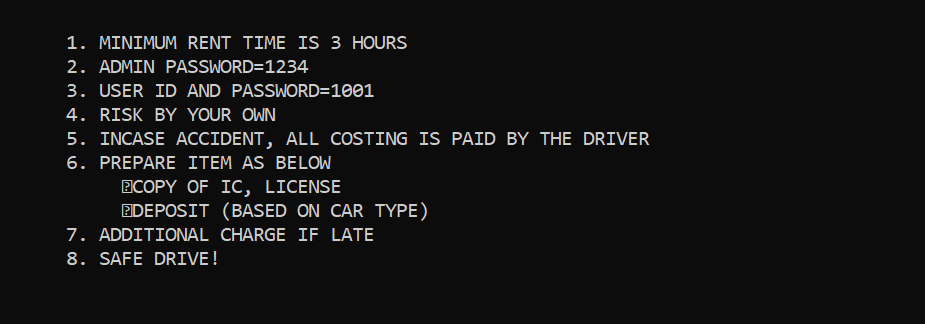 1. MINIMUM RENT TIME IS 3 HOURS
2. ADMIN PASSWORD=1234
3. USER ID AND PASSWORD=1001
4. RISK BY YOUR OWN
5. INCASE ACCIDENT, ALL COSTING IS PAID BY THE DRIVER
6. PREPARE ITEM AS BELOW
⍰COPY OF IC, LICENSE
⍰DEPOSIT (BASED ON CAR TYPE)
7. ADDITIONAL CHARGE IF LATE
8. SAFE DRIVE!